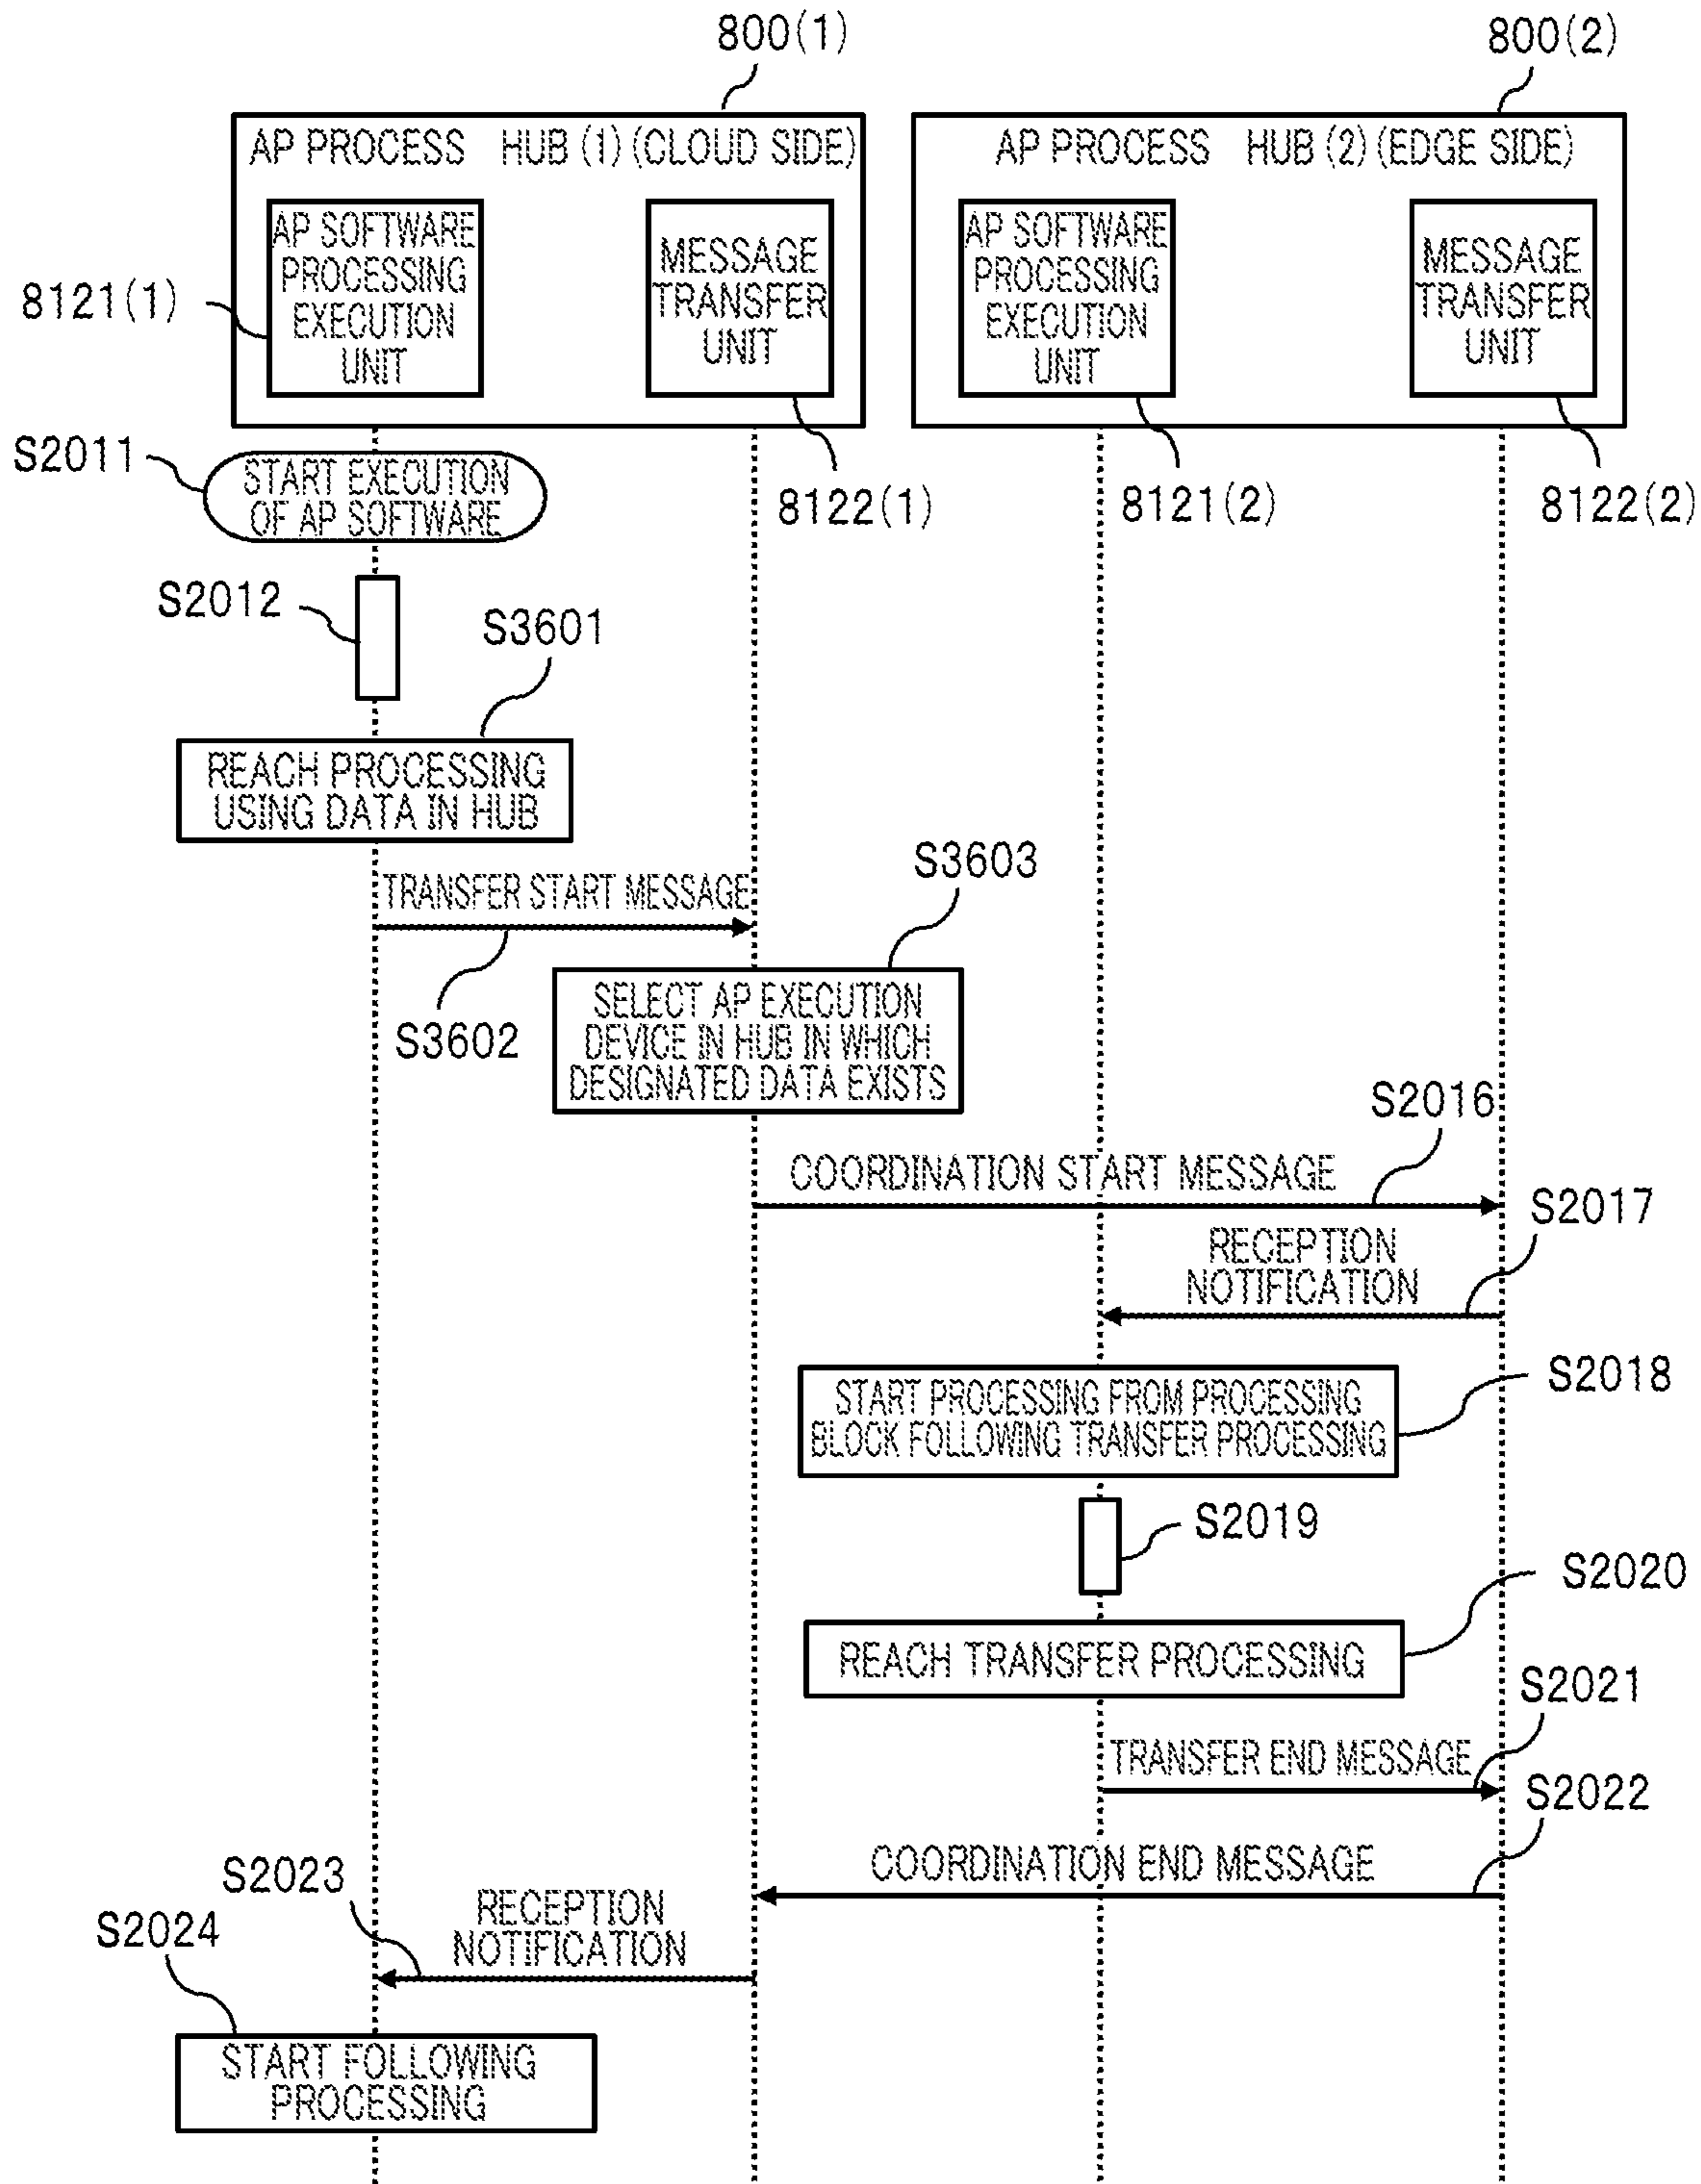 800(1)
800(2)
AP PROCESS HUB (1) (CLOUD SIDE)
AP PROCESS HUB (2) (EDGE SIDE)
AP SOFTWARE
PROCESSING
EXECUTION
UNIT
MESSAGE
TRANSFER
UNIT
AP SOFTWARE
PROCESSING
EXECUTION
UNIT
MESSAGE
TRANSFER
UNIT
8121(1)
8122(1)
8121(2)
8122(2)
S2011
START EXECUTION
OF AP SOFTWARE
S2012
S3601
REACH PROCESSING
USING DATA IN HUB
TRANSFER START MESSAGE
S3602
S3603
SELECT AP EXECUTION
DEVICE IN HUB IN WHICH
DESIGNATED DATA EXISTS
S2016
COORDINATION START MESSAGE
S2017
RECEPTION
NOTIFICATION
START PROCESSING FROM PROCESSING
BLOCK FOLLOWING TRANSFER PROCESSING
S2018
S2019
S2020
REACH TRANSFER PROCESSING
S2021
TRANSFER END MESSAGE
S2022
COORDINATION END MESSAGE
S2023
RECEPTION
NOTIFICATION
S2024
START FOLLOWING
PROCESSING